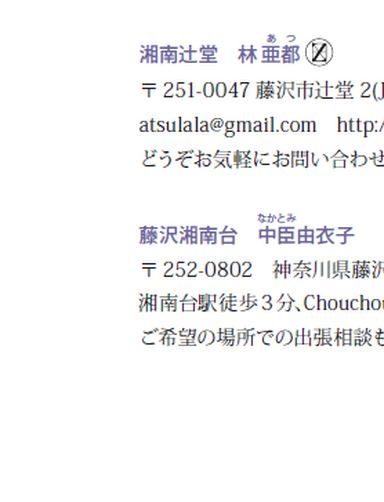 湘南辻堂　林 亜都
〒 251-0047 藤沢市辻堂 2(J
atsulala@gmail.com　http:/
どうぞお気軽にお問い合わせ
藤沢湘南台　中臣由衣子
〒 252-0802　神奈川県藤沢
湘南台駅徒歩３分、Chouchou
ご希望の場所での出張相談も